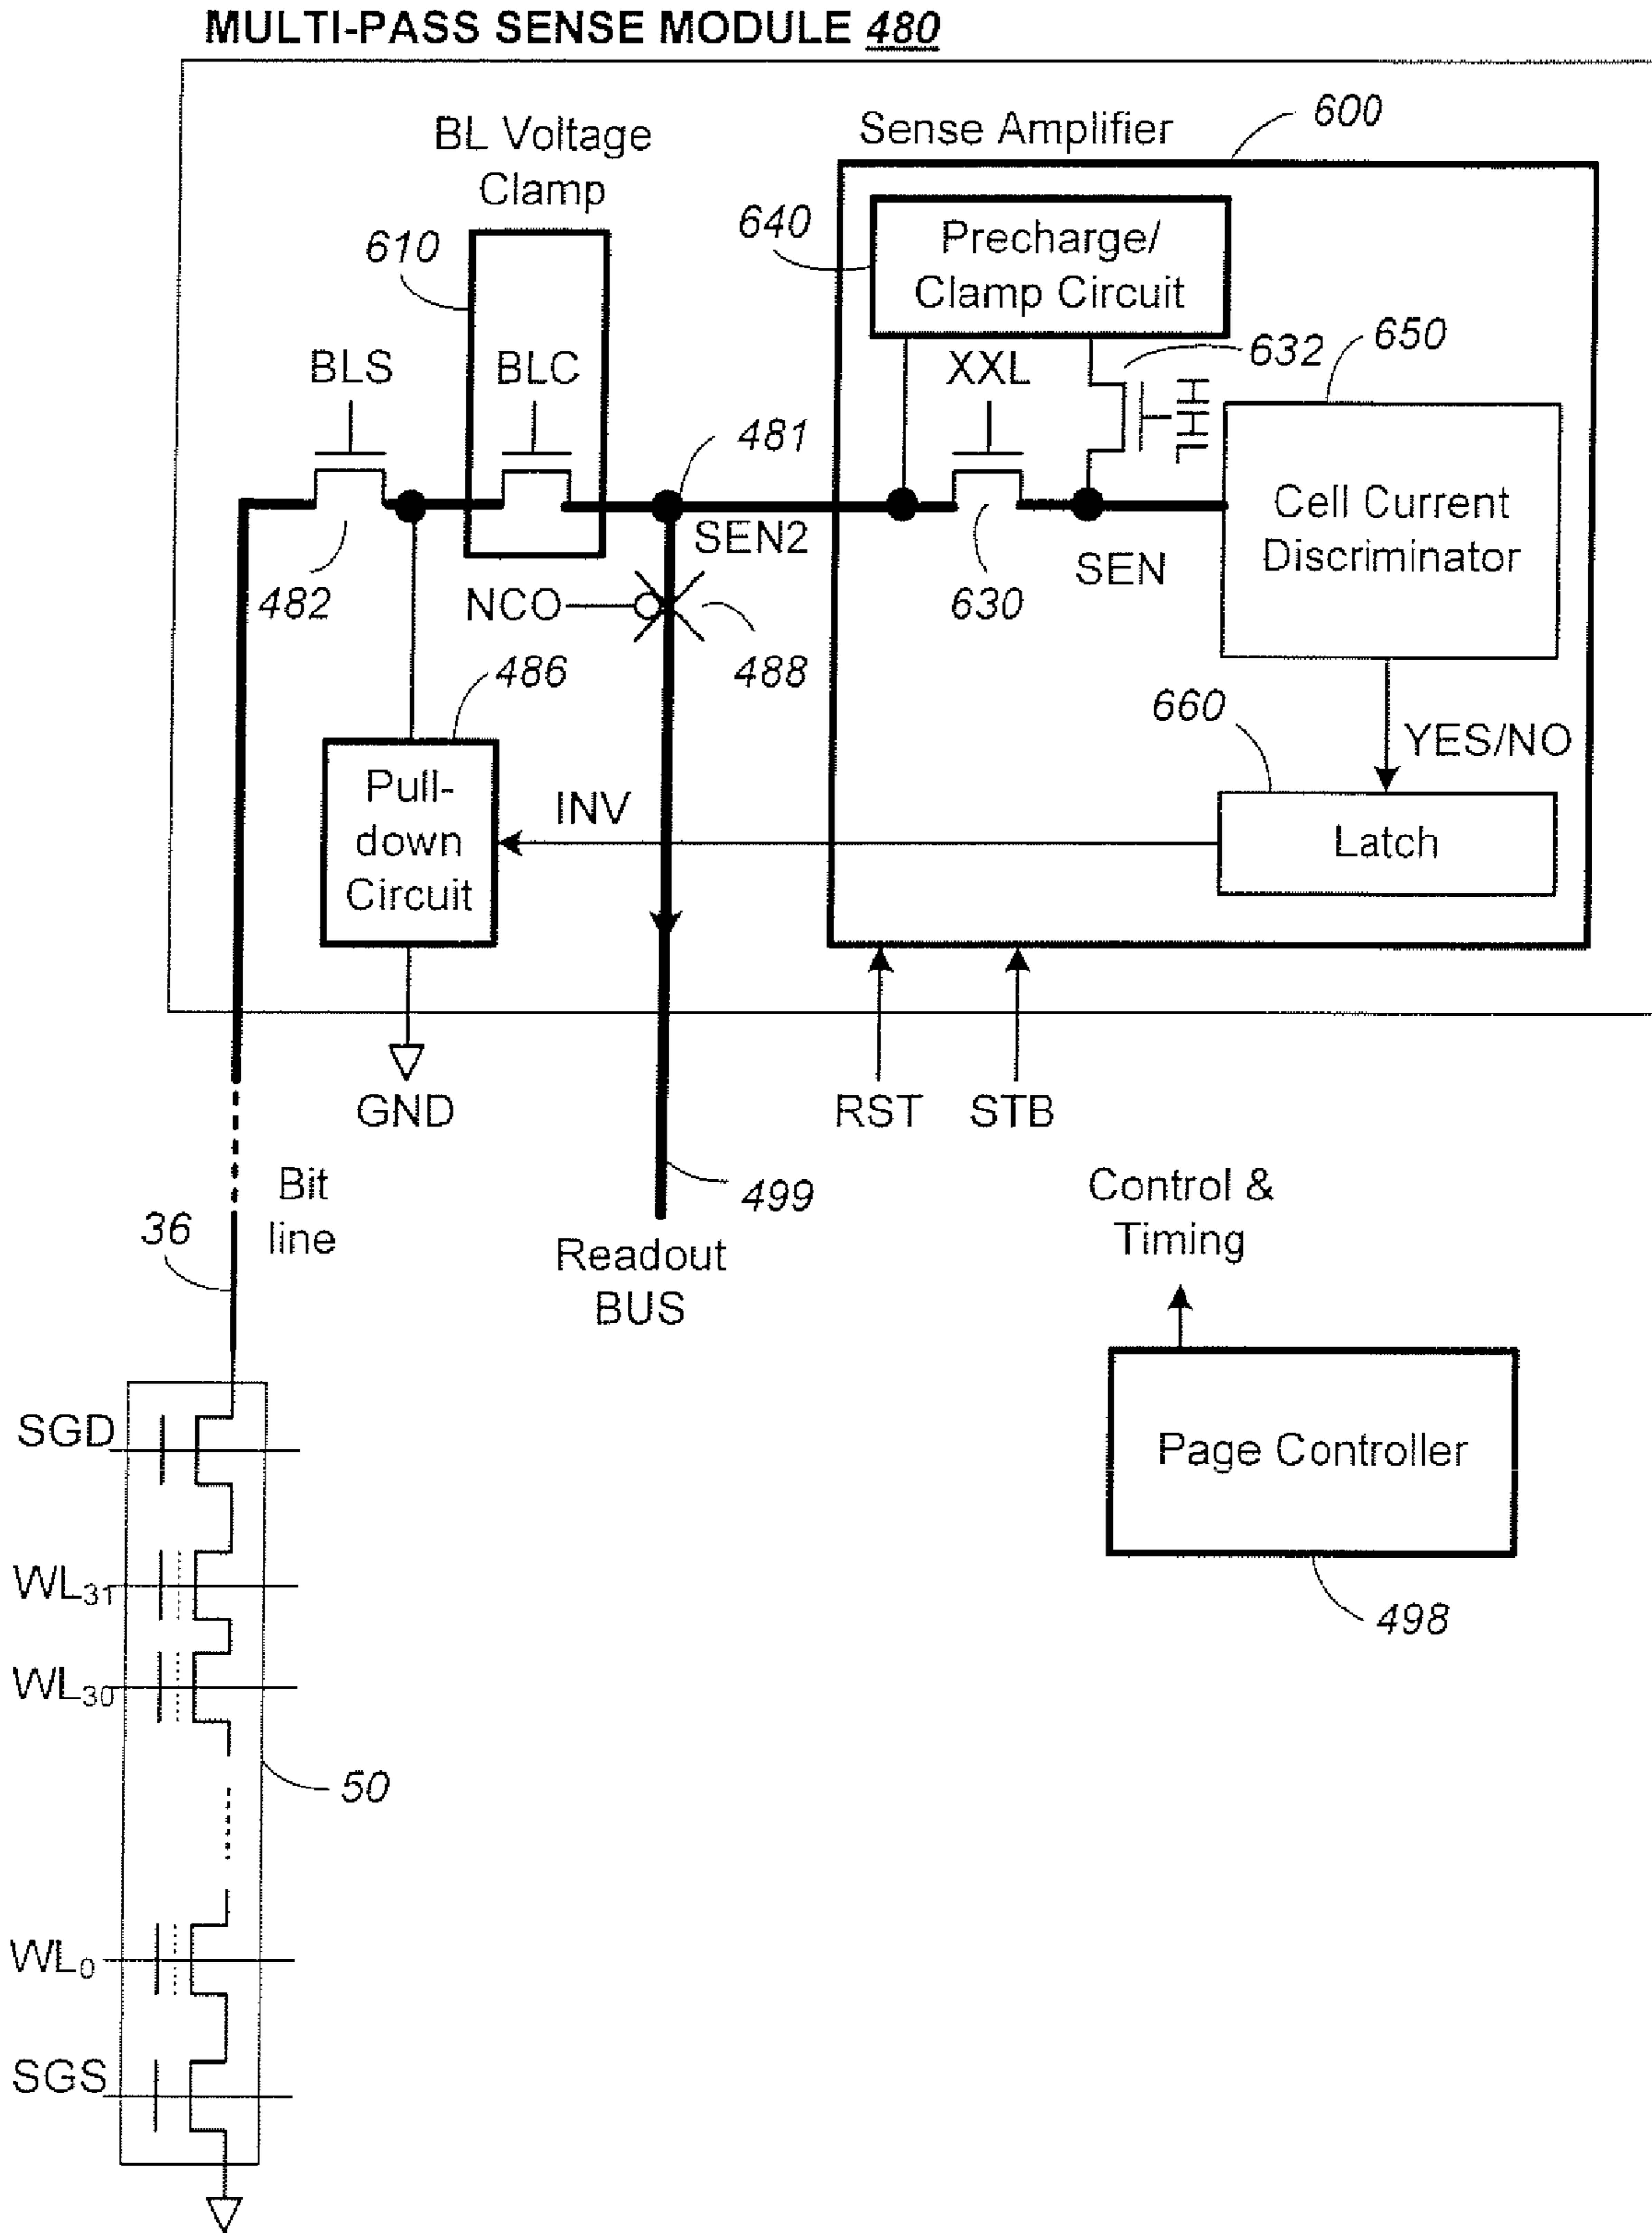 MULTI-PASS SENSE MODULE 480
BL Voltage
Clamp
Sense Amplifier
600
610
640
Precharge/
Clamp Circuit
632
650
BLS
BLC
XXL
HHL
481
SEN2
SEN
Cell Current
Discriminator
482
NCO
488
630
486
660
YES/NO
Pull-
down
Circuit
INV
Latch
GND
RST
STB
499
Bit
line
36
Readout
BUS
Control &
Timing
SGD
Page Controller
WL31
498
WL30
50
WL0
SGS